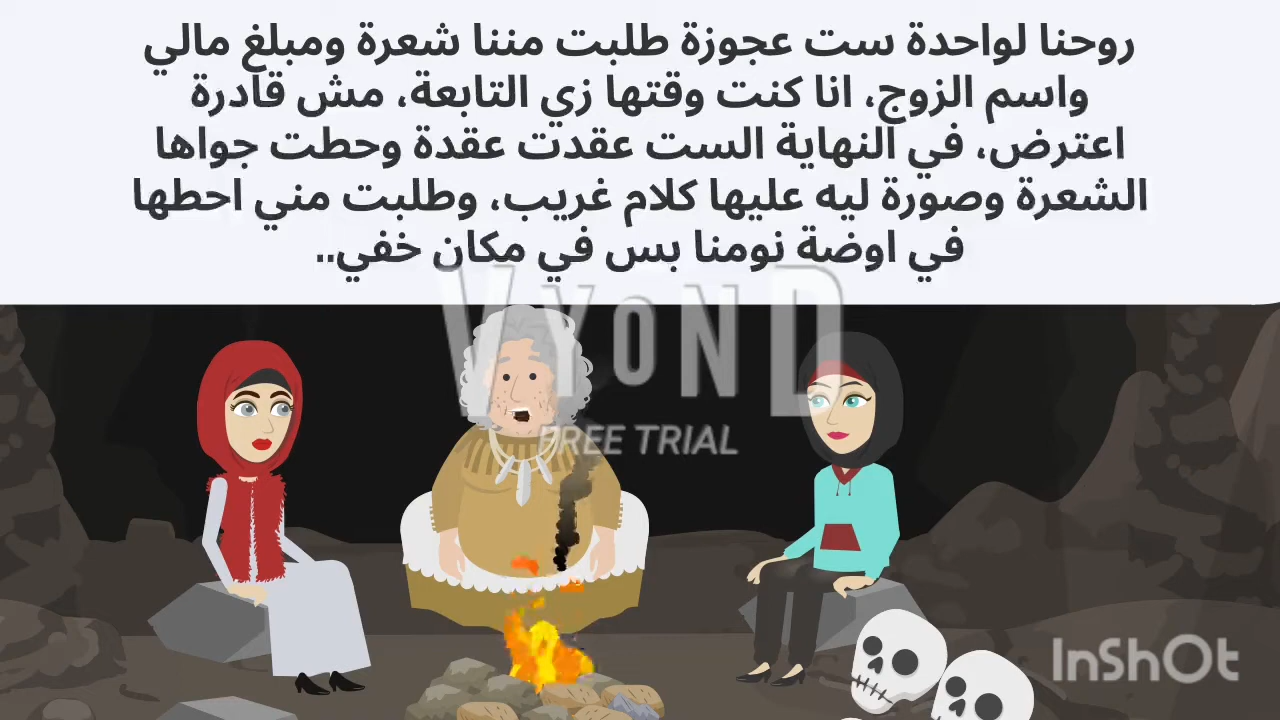 روحنا لواحدة ست عجوزة طلبت مننا شعرة ومبلغ مالي
واسم الزوج، انا كنت وقتها زي التابعة، مش قادرة
اعترض، في النهاية الست عقدت عقدة وحطت جواها
الشعرة وصورة ليه عليها كلام غريب، وطلبت مني احطها
في اوضة نومنا بس في مكان خفي..
VYOND
FREE TRIAL
InShOt